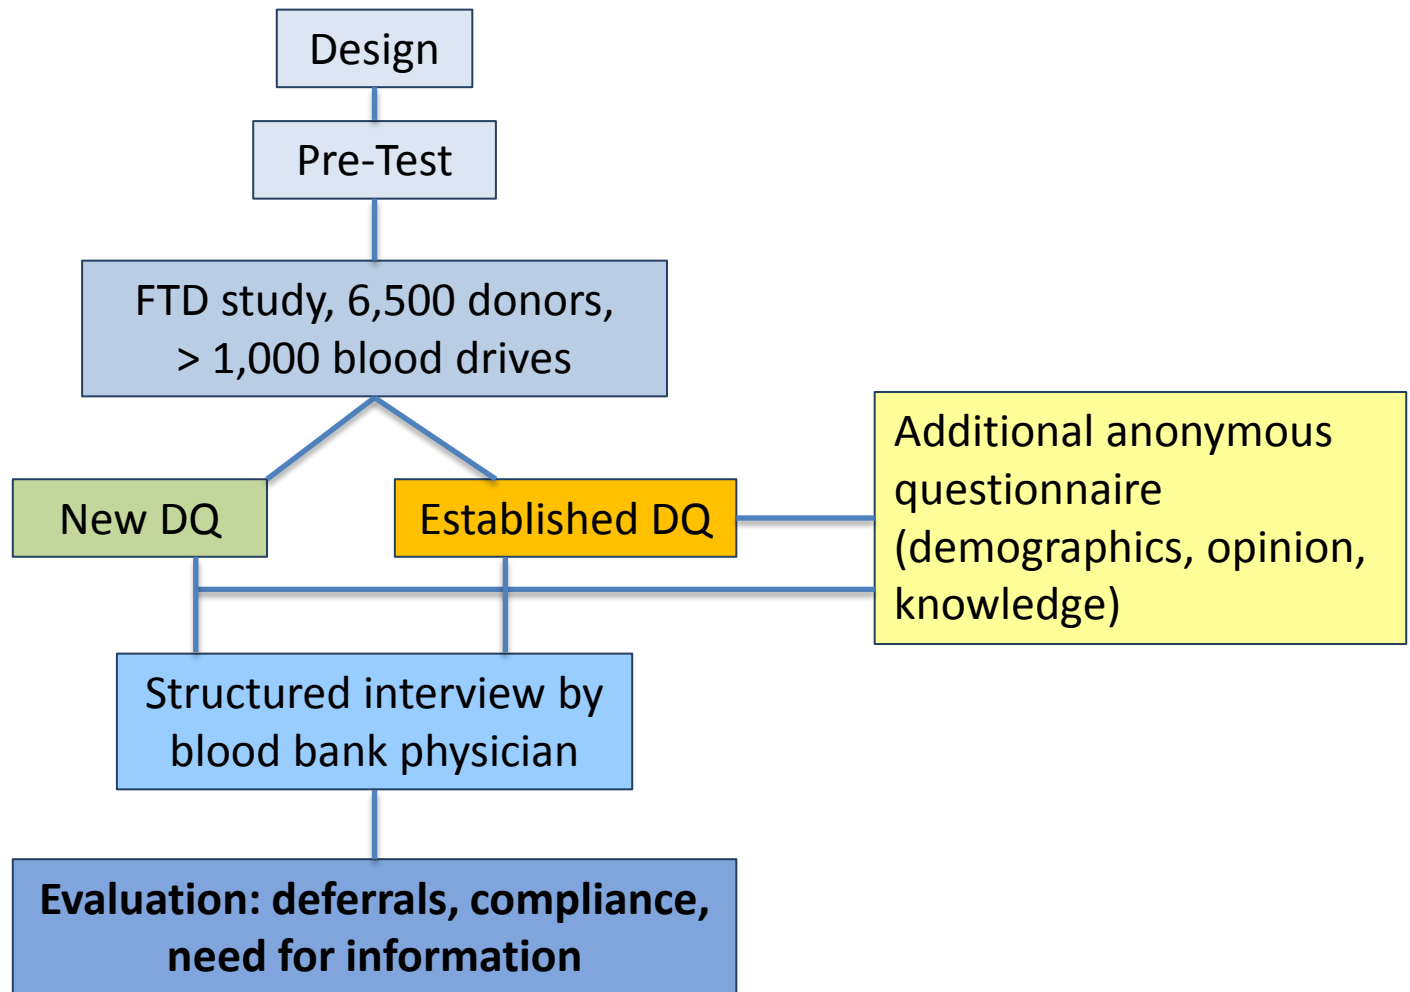 Design
Pre-Test
FTD study, 6,500 donors,
> 1,000 blood drives
New DQ
Established DQ
Additional anonymous
questionnaire
(demographics, opinion,
knowledge)
Structured interview by
blood bank physician
Evaluation: deferrals, compliance,
need for information